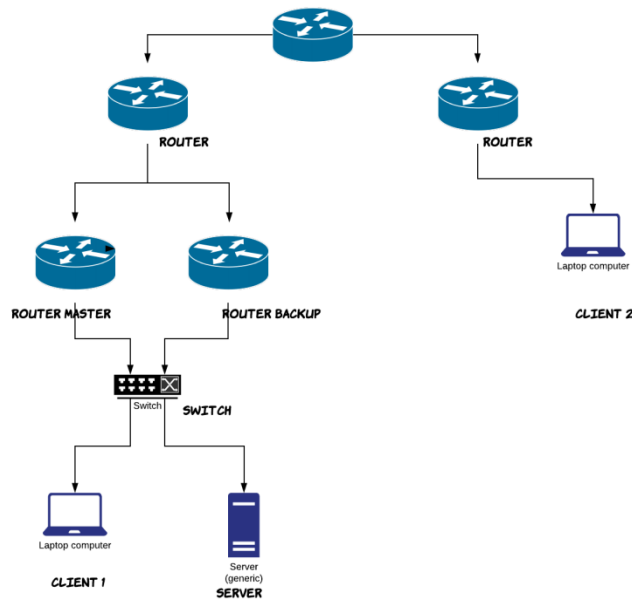 ROUTER
ROUTER
Laptop computer
ROUTER MASTER
ROUTER BACKUP
CLIENT 2
Switch
SWITCH
Laptop computer
Server
(generic)
CLIENT 1
SERVER